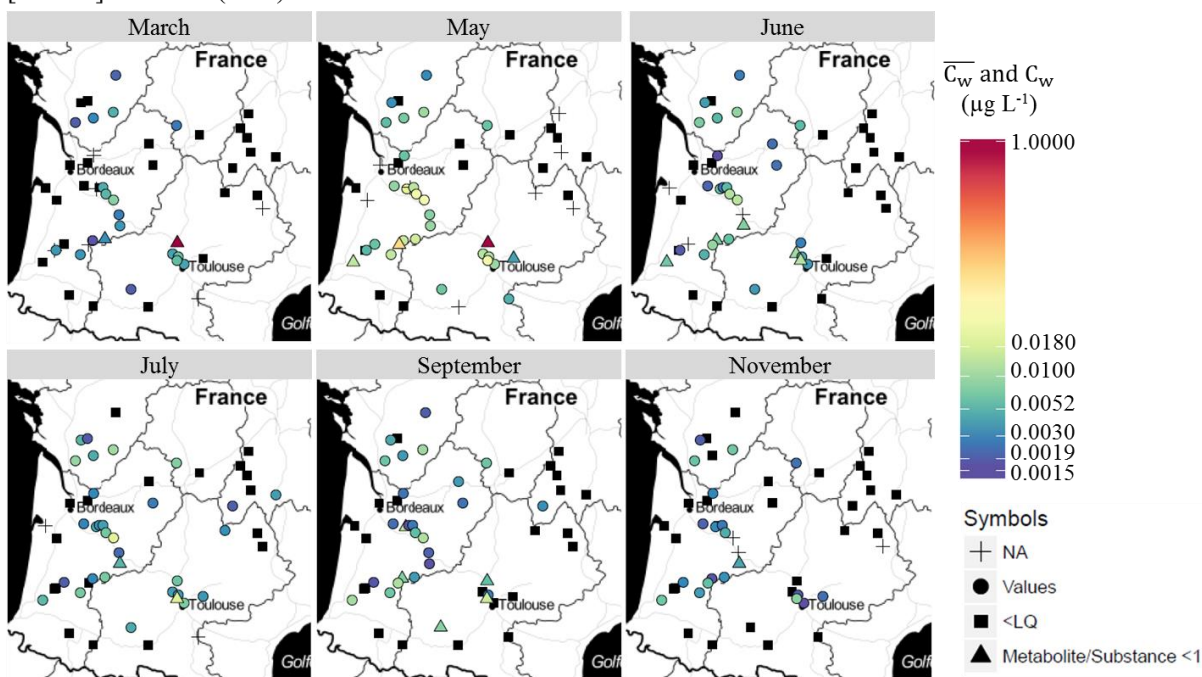 March
May
June
France
France
France
Bordeaux
Bordeaux
Bordeaux
Toulouse
Toulouse
Toulouse
Golf
Golf
Golf
July
September
November
France
France
France
Bordeaux
Bordeaux
Bordeaux
Toulouse
Toulouse
Toulouse
Golf
Golf
Golf
C̅w̅ and Cw
(µg L⁻¹)
1.0000
0.0180
0.0100
0.0052
0.0030
0.0019
0.0015
Symbols
NA
Values
<LQ
Metabolite/Substance <1